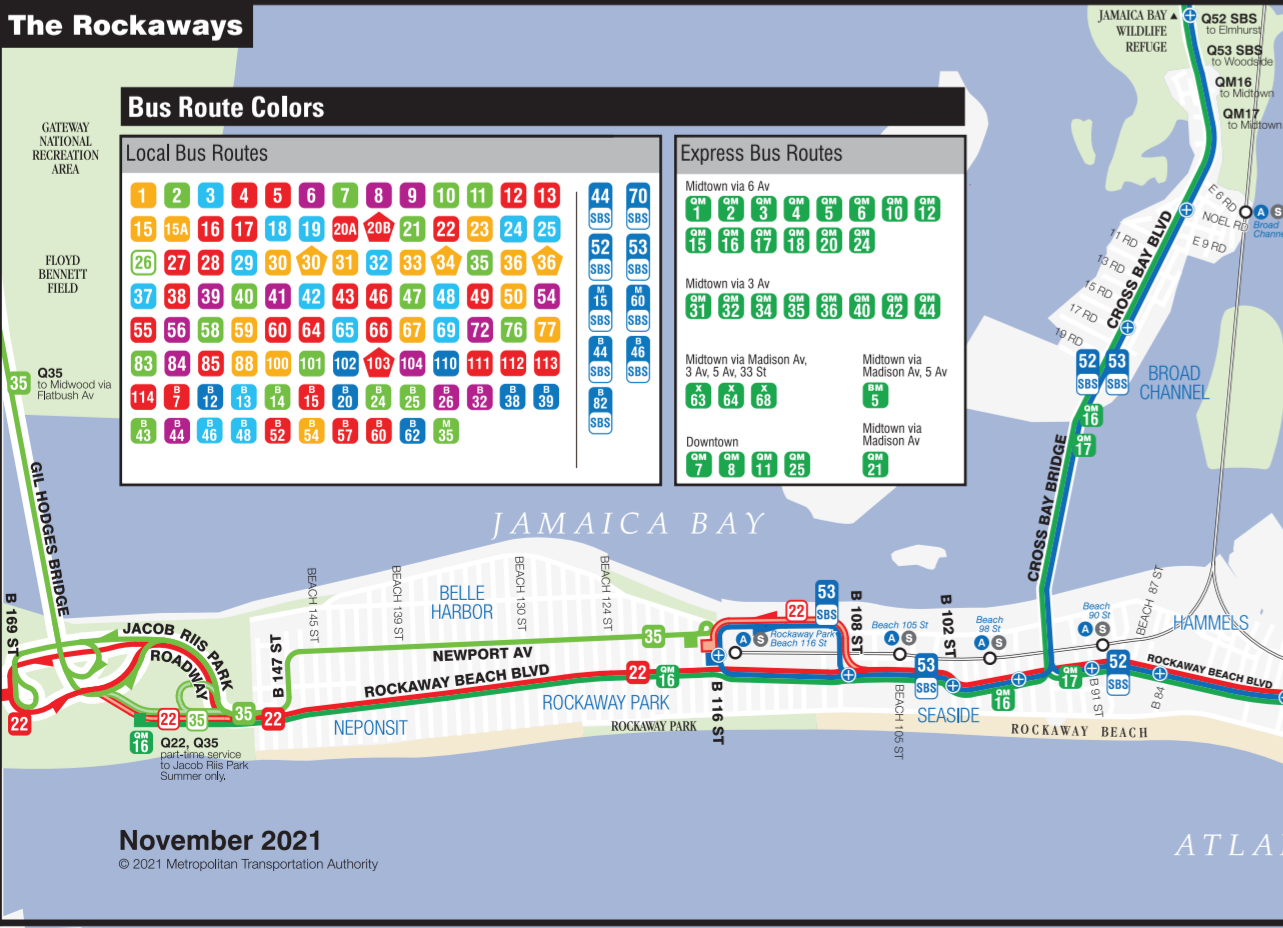 The Rockaways
Bus Route Colors
Local Bus Routes
1 2 3 4 5 6 7 8 9 10 11 12 13
15 15A 16 17 18 19 20A 20B 21 22 23 24 25
26 27 28 29 30 30 31 32 33 34 35 36 36
37 38 39 40 41 42 43 46 47 48 49 50 54
55 56 58 59 60 64 65 66 67 69 72 76 77
83 84 85 88 100 101 102 103 104 110 111 112 113
114 B 7 B 12 B 13 B 14 B 15 B 20 B 24 B 25 B 26 B 32 B 38 B 39
B 43 B 44 B 46 B 48 B 52 B 54 B 57 B 60 B 62 M 35
44 SBS 70 SBS
52 SBS 53 SBS
M 15 SBS M 60 SBS
B 44 SBS B 46 SBS
B 82 SBS
Express Bus Routes
Midtown via 6 Av
QM 1 QM 2 QM 3 QM 4 QM 5 QM 6 QM 10 QM 12
QM 15 QM 16 QM 17 QM 18 QM 20 QM 24
Midtown via 3 Av
QM 31 QM 32 QM 34 QM 35 QM 36 QM 40 QM 42 QM 44
Midtown via Madison Av,
3 Av, 5 Av, 33 St
X 63 X 64 X 68
Midtown via
Madison Av, 5 Av
BM 5
Downtown
QM 7 QM 8 QM 11 QM 25
Midtown via
Madison Av
QM 21
JAMAICA BAY
WILDLIFE
REFUGE
Q52 SBS
to Elmhurst
Q53 SBS
to Woodside
QM16
to Midtown
QM17
to Midtown
GATEWAY
NATIONAL
RECREATION
AREA
FLOYD
BENNETT
FIELD
35
Q35
to Midwood via
Flatbush Av
GIL HODGES BRIDGE
E 6 RD
NOEL RD
E 9 RD
A S
Broad
11 RD
13 RD
15 RD
17 RD
19 RD
CROSS BAY BLVD
52 SBS
53 SBS
BROAD
CHANNEL
QM 16
QM 17
CROSS BAY BRIDGE
JAMAICA BAY
BEACH 145 ST
BEACH 139 ST
BEACH 130 ST
BEACH 124 ST
BELLE
HARBOR
B 169 ST
JACOB RIIS PARK
ROADWAY
B 147 ST
35
NEWPORT AV
ROCKAWAY BEACH BLVD
22
QM 16
22
53 SBS
A S
Rockaway Park
Beach 116 St
B 108 ST
Beach 105 St
A S
B 102 ST
Beach
98 St
A S
Beach
90 St
A S
BEACH 87 ST
HAMMELS
22
22
35
35
22
QM 16
Q22, Q35
part-time service
to Jacob Riis Park
Summer only.
NEPONSIT
ROCKAWAY PARK
ROCKAWAY PARK
B 116 ST
BEACH 105 ST
53 SBS
SEASIDE
QM 16
QM 17
B 91 ST
52 SBS
B 84
ROCKAWAY BEACH BLVD
ROCKAWAY BEACH
November 2021
© 2021 Metropolitan Transportation Authority